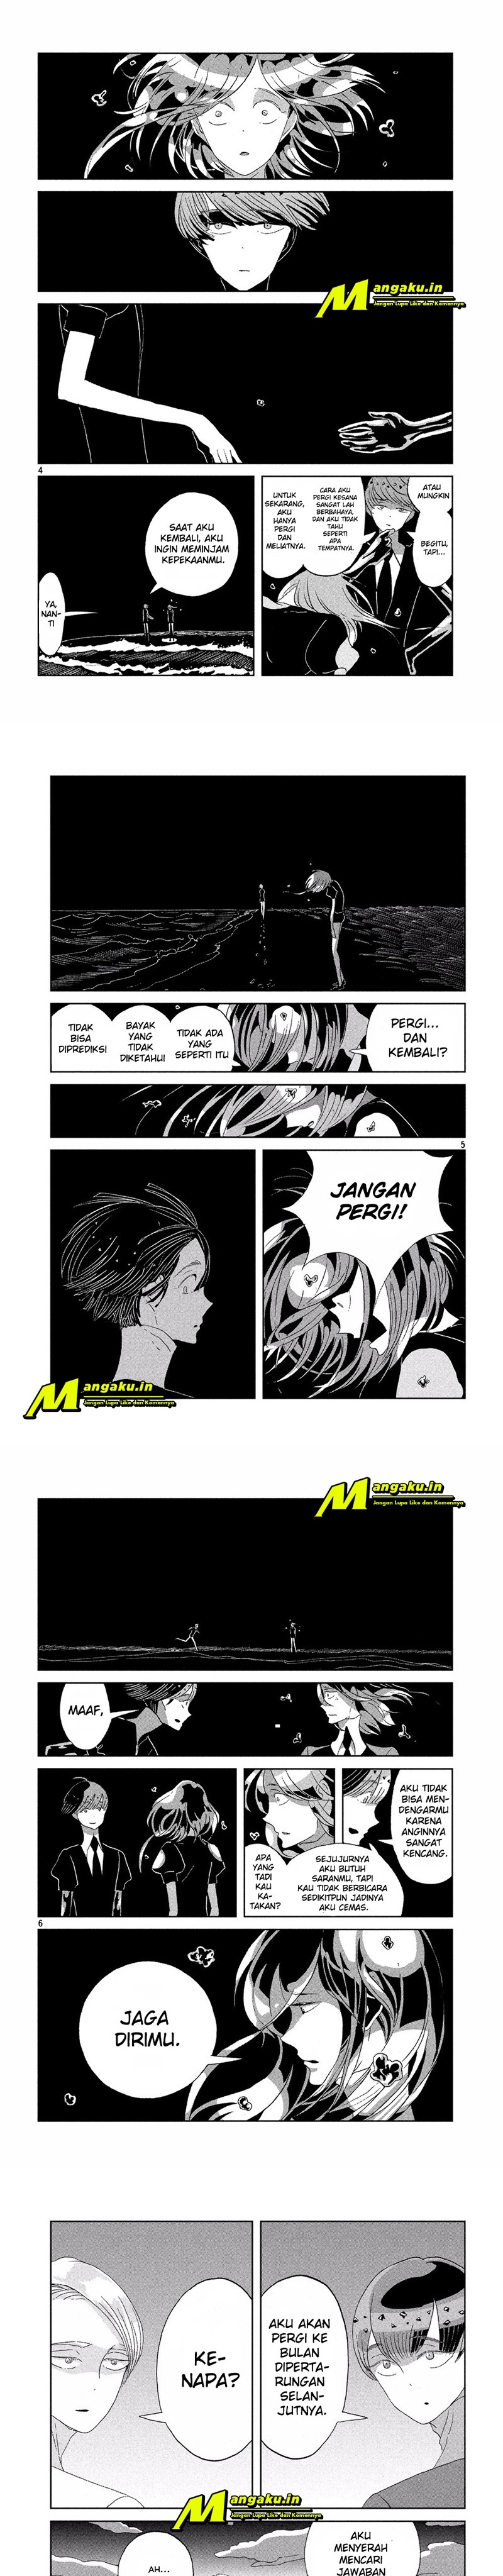 Mangaku.in
Jangan Lupa Like dan Komennya
4
ATAU
MUNGKIN
BEGITU,
TAPI...
CARA AKU
PERGI KESANA
SANGAT LAH
BERBAHAYA,
DAN AKU TIDAK
TAHU
SEPERTI
APA
TEMPATNYA.
UNTUK
SEKARANG,
AKU
HANYA
PERGI
DAN
MELIATNYA.
SAAT AKU
KEMBALI, AKU
INGIN MEMINJAM
KEPEKAANMU.
YA,
NAN-
TI
PERGI...
DAN
KEMBALI?
TIDAK ADA
YANG
SEPERTI ITU
BAYAK
YANG
TIDAK
DIKETAHUI
TIDAK
BISA
DIPREDIKSI
5
JANGAN
PERGI!
Mangaku.in
Jangan Lupa Like dan Komennya
Mangaku.in
Jangan Lupa Like dan Komennya
MAAF,
AKU TIDAK
BISA MEN-
DENGARMU
KARENA
ANGINNYA
SANGAT
KENCANG.
SEJUJURNYA
AKU BUTUH
SARANMU, TAPI
KAU TIDAK BERBICARA
SEDIKITPUN JADINYA
AKU CEMAS.
APA
YANG
TADI
KAU
KA-
TAKAN?
6
JAGA
DIRIMU.
AKU AKAN
PERGI KE
BULAN
DIPERTA-
RUNGAN
SELAN-
JUTNYA.
KE-
NAPA?
Mangaku.in
Jangan Lupa Like dan Komennya
AKU
MENYERAH
MENCARI
JAWABAN
AH...